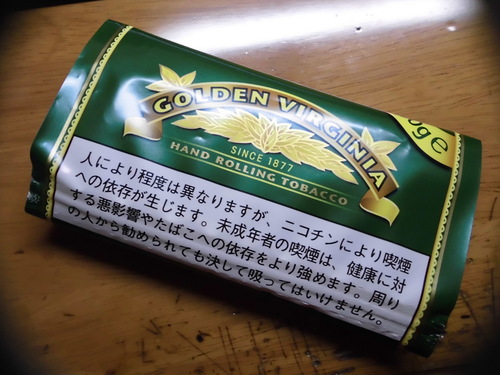 40ge
GOLDEN VIRGINIA
SINCE 1877
HAND ROLLING TOBACCO
人により程度は異なりますが、ニコチンにより喫煙
への依存が生じます。未成年者の喫煙は、健康に対
する悪影響やたばこへの依存をより強めます。周り
の人から勧められても決して吸ってはいけません。